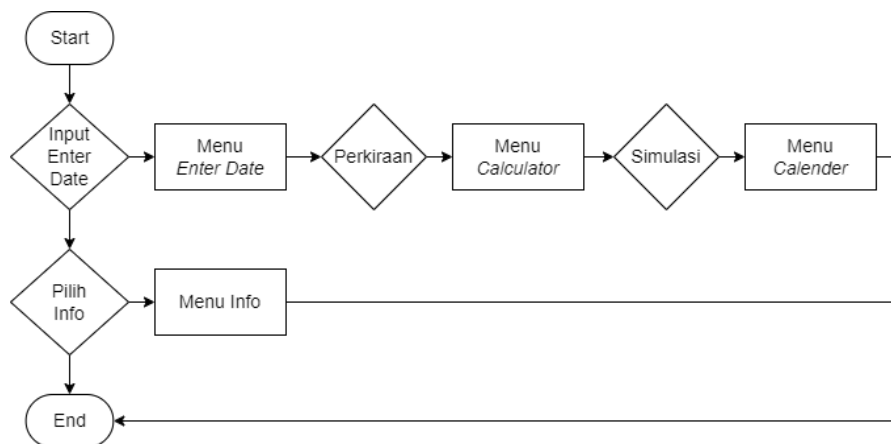 Start
Input
Enter
Date
Menu
Enter Date
Perkiraan
Menu
Calculator
Simulasi
Menu
Calender
Pilih
Info
Menu Info
End